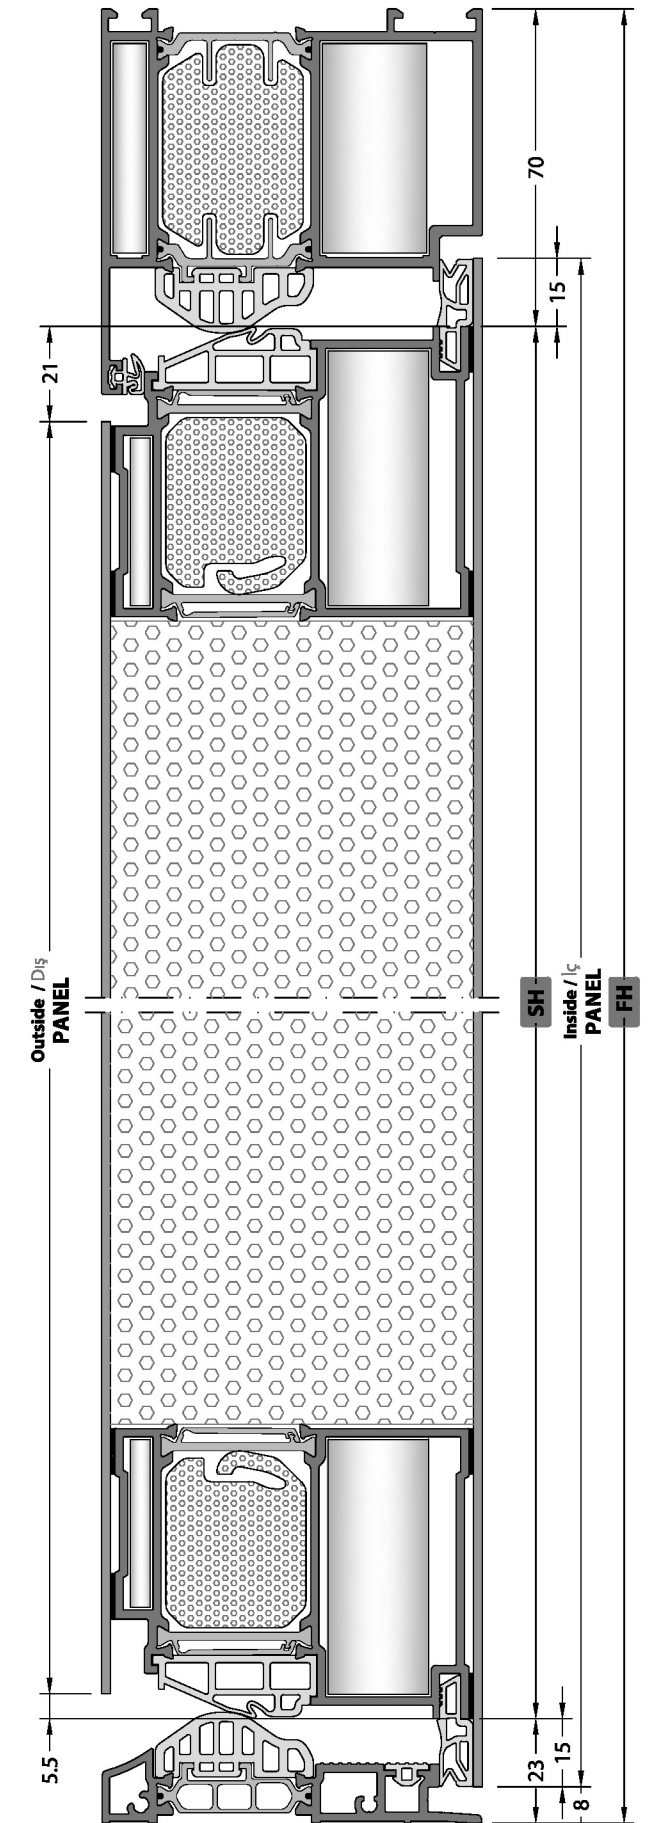 70
15
21
Outside / Dış
PANEL
SH
Inside / İç
PANEL
FH
5.5
23
15
8